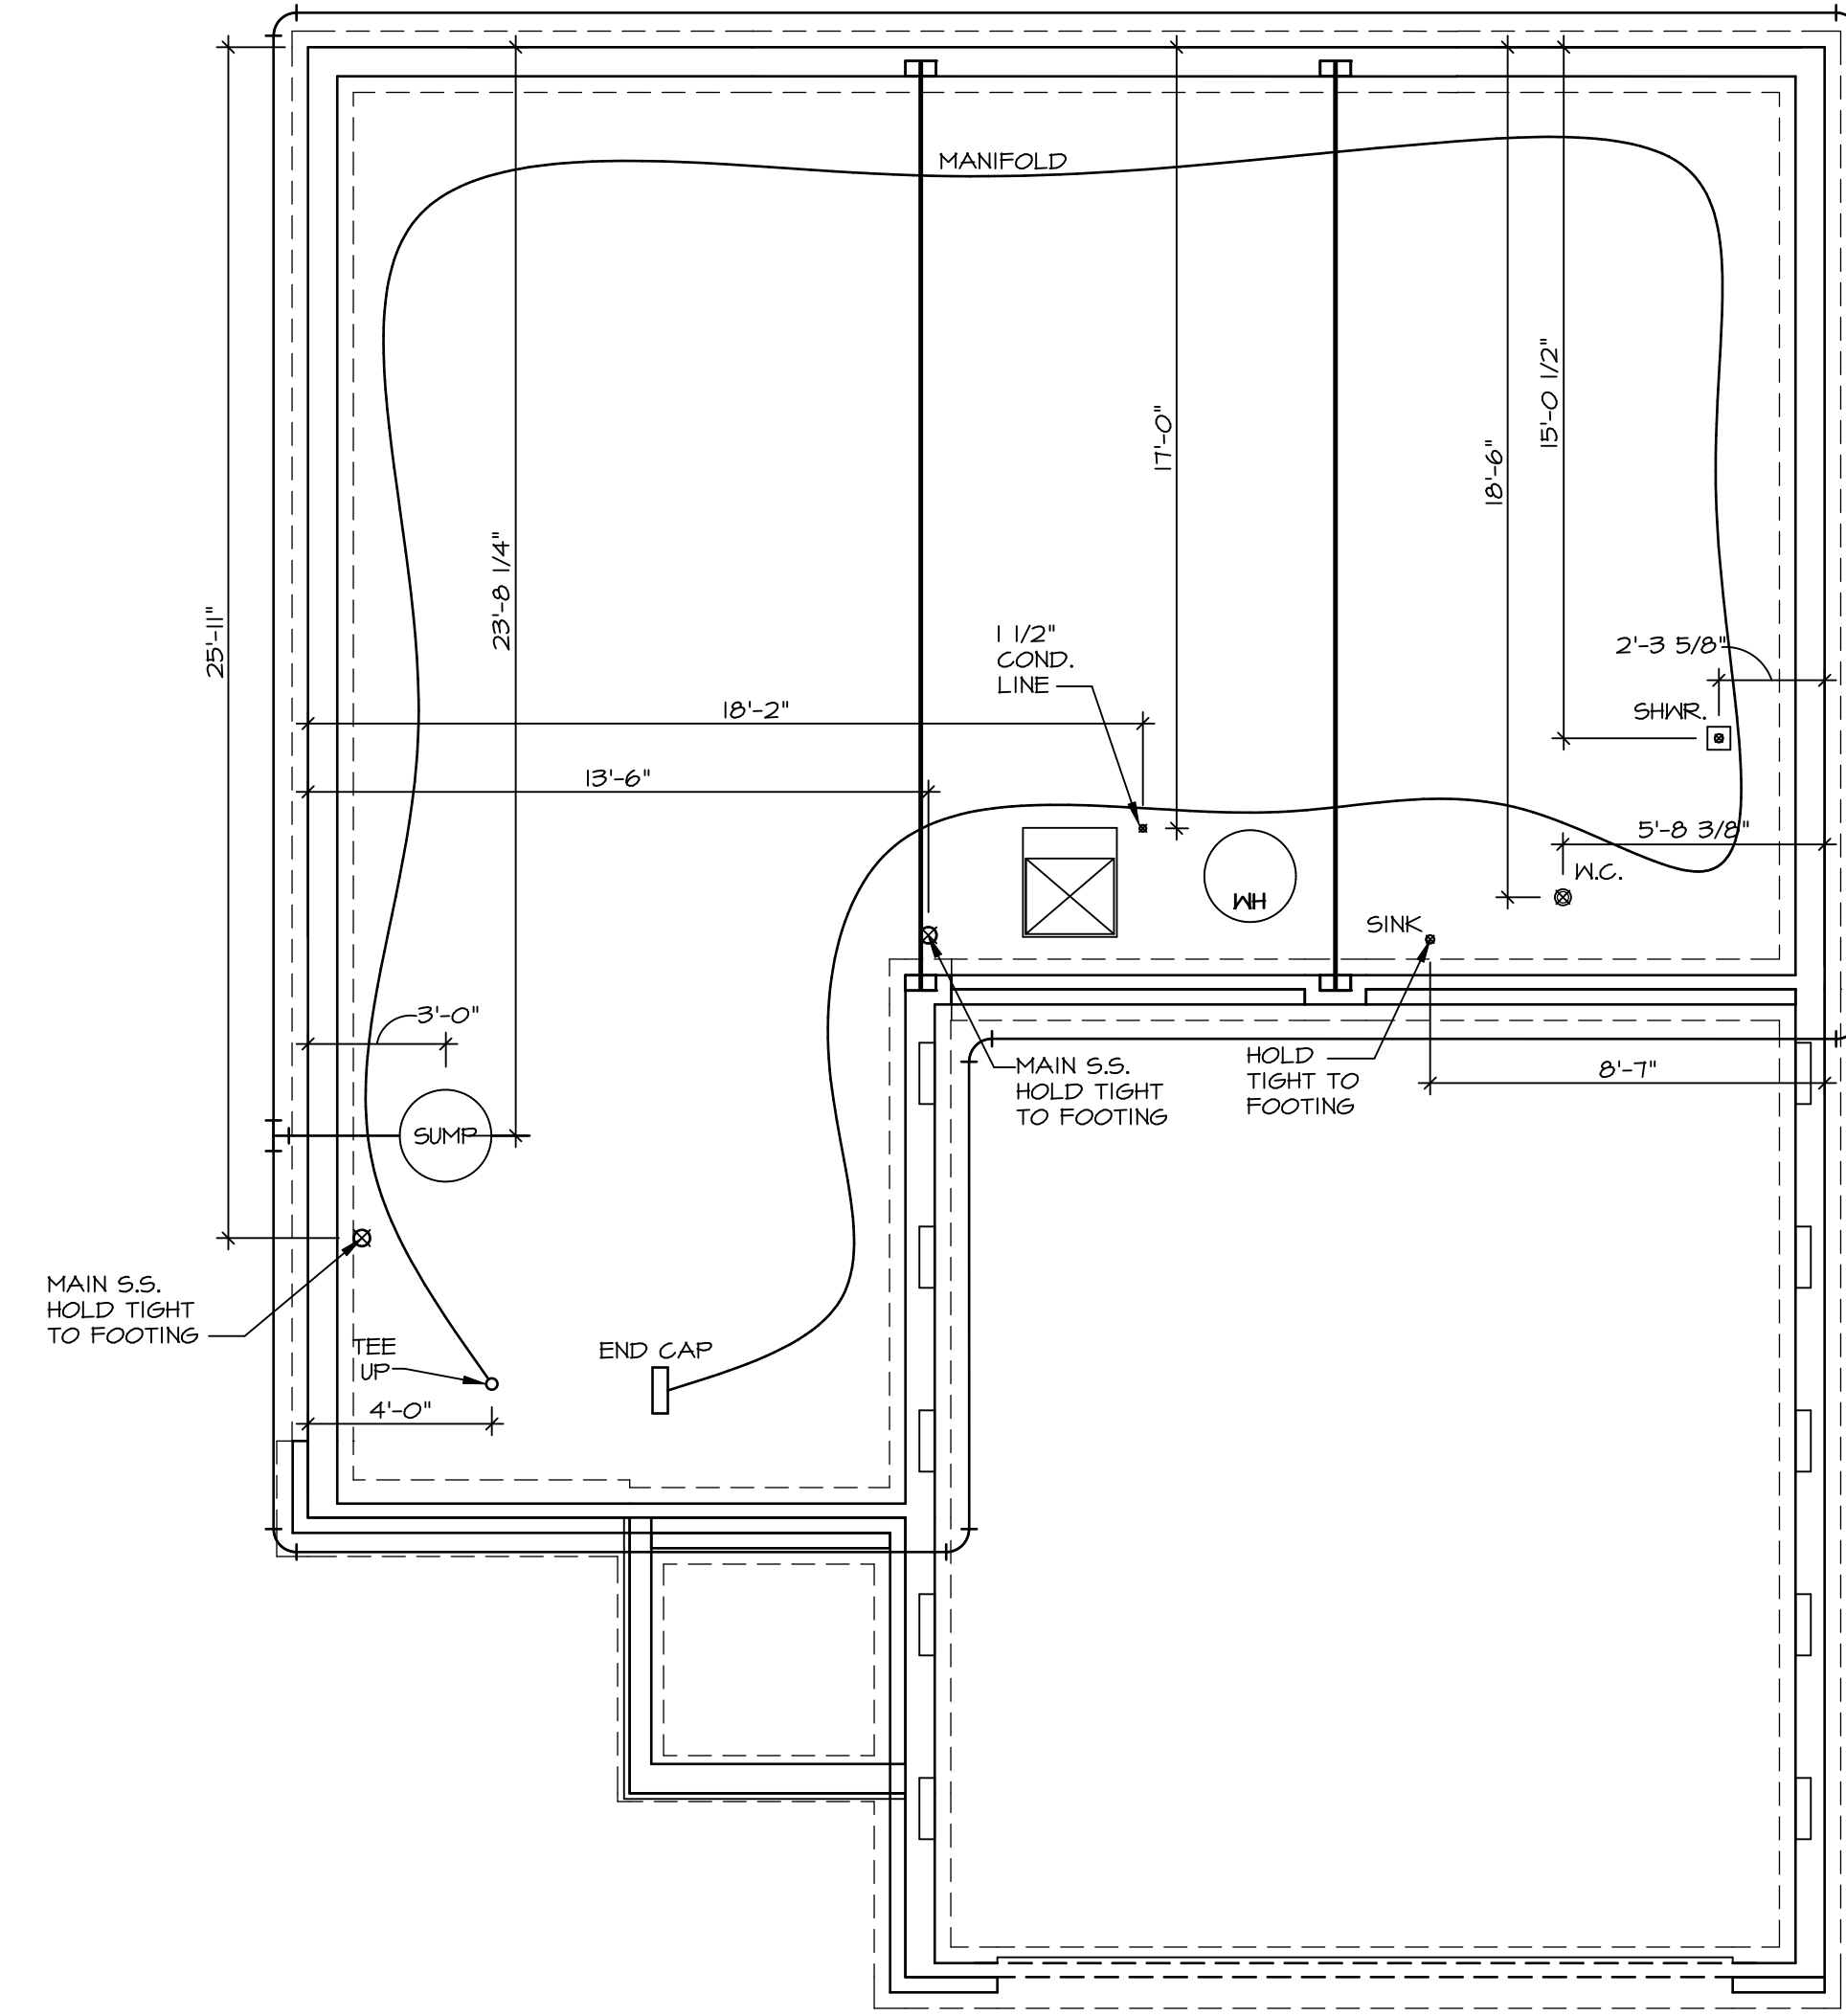 MANIFOLD
15'-0 1/2"
17'-0"
18'-6"
23'-8 1/4"
25'-11"
1 1/2"
COND.
LINE
2'-3 5/8"
18'-2"
SHWR.
13'-6"
5'-8 3/8"
W.C.
WH
SINK
3'-0"
MAIN S.S.
HOLD TIGHT
TO FOOTING
HOLD
TIGHT TO
FOOTING
8'-7"
SUMP
MAIN S.S.
HOLD TIGHT
TO FOOTING
TEE
UP
END CAP
4'-0"